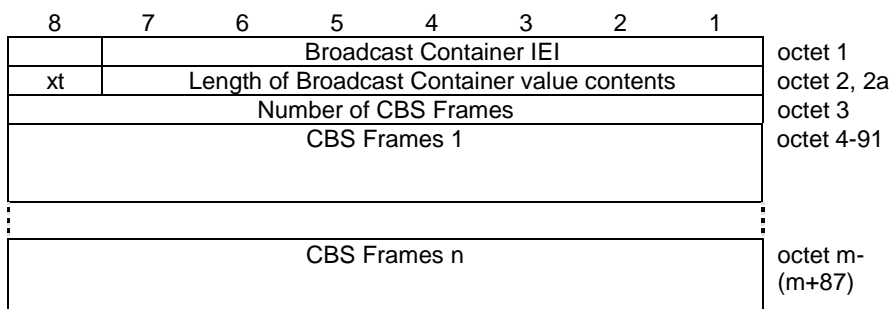 8 7 6 5 4 3 2 1
Broadcast Container IEI octet 1
xt Length of Broadcast Container value contents octet 2, 2a
Number of CBS Frames octet 3
CBS Frames 1 octet 4-91
CBS Frames n octet m-
(m+87)